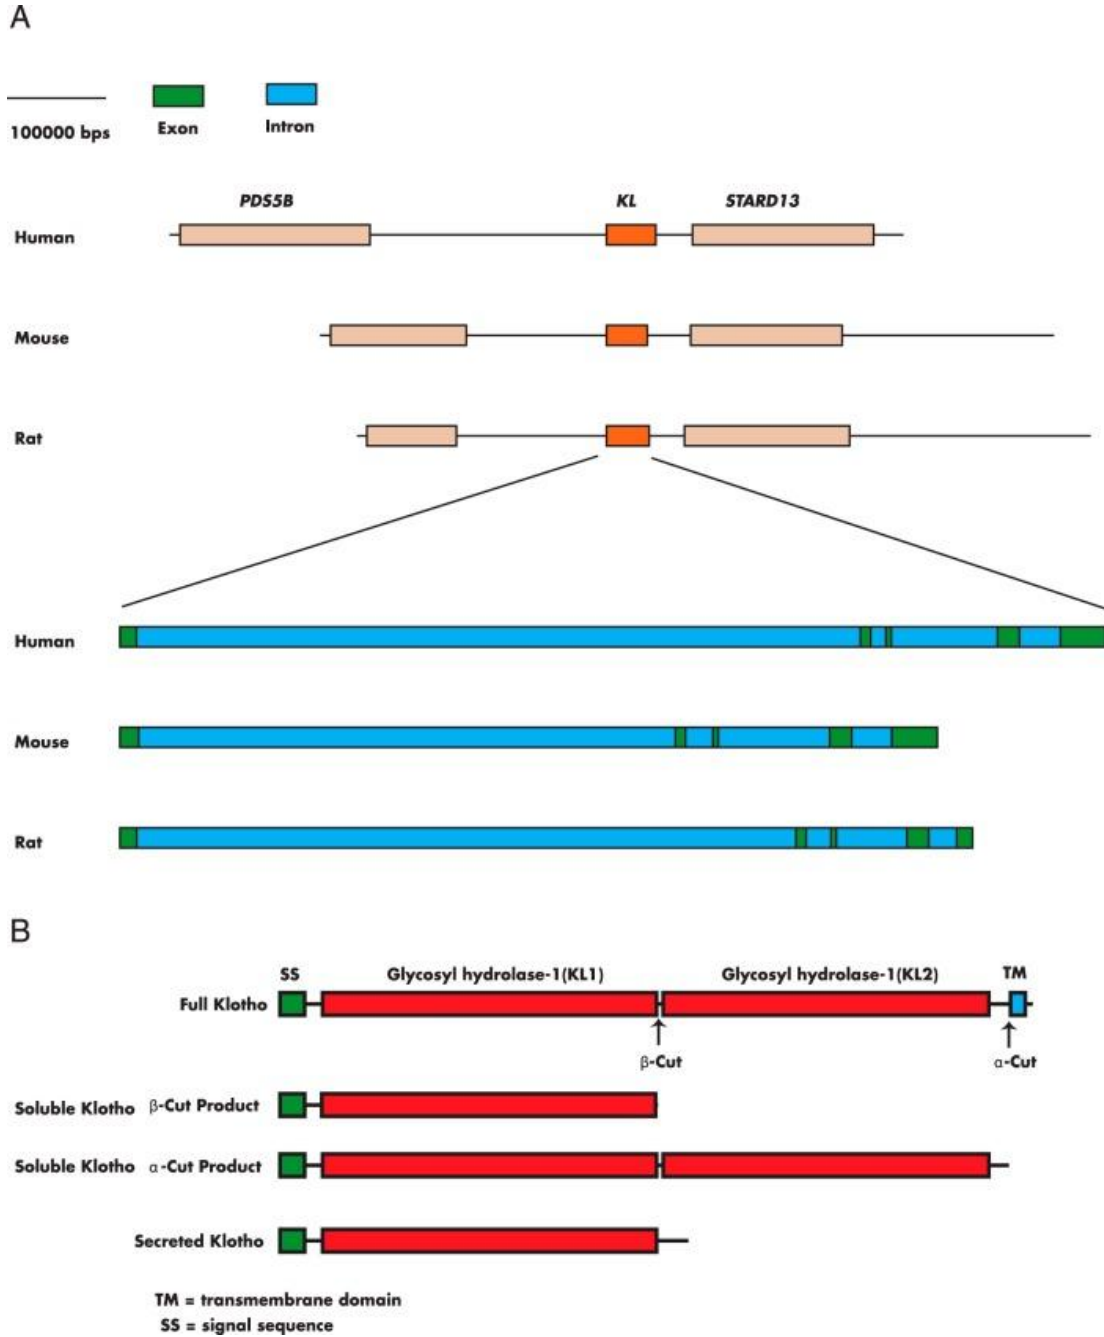 A
100000 bps Exon Intron
PDS5B KL STARD13
Human
Mouse
Rat
Human
Mouse
Rat
B
SS Glycosyl hydrolase-1(KL1) Glycosyl hydrolase-1(KL2) TM
Full Klotho
β-Cut α-Cut
Soluble Klotho β-Cut Product
Soluble Klotho α-Cut Product
Secreted Klotho
TM = transmembrane domain
SS = signal sequence